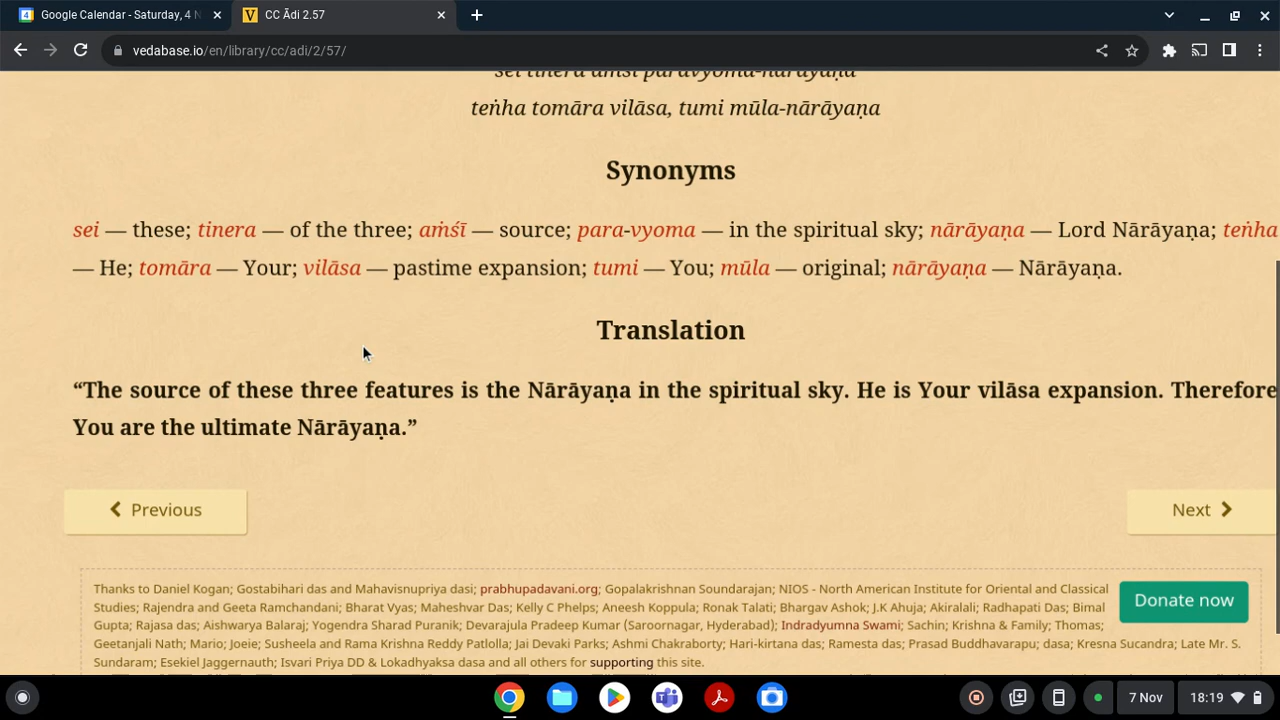 Google Calendar - Saturday, 4 N
CC Ādi 2.57
vedabase.io/en/library/cc/adi/2/57/
sei tinera aṁśī paravyoma-nārāyaṇa
teṅha tomāra vilāsa, tumi mūla-nārāyaṇa
Synonyms
sei — these; tinera — of the three; aṁśī — source; para-vyoma — in the spiritual sky; nārāyaṇa — Lord Nārāyaṇa; teṅha
— He; tomāra — Your; vilāsa — pastime expansion; tumi — You; mūla — original; nārāyaṇa — Nārāyaṇa.
Translation
“The source of these three features is the Nārāyaṇa in the spiritual sky. He is Your vilāsa expansion. Therefore
You are the ultimate Nārāyaṇa.”
Previous
Next
Thanks to Daniel Kogan; Gostabihari das and Mahavisnupriya dasi; prabhupadavani.org; Gopalakrishnan Soundarajan; NIOS - North American Institute for Oriental and Classical
Studies; Rajendra and Geeta Ramchandani; Bharat Vyas; Maheshvar Das; Kelly C Phelps; Aneesh Koppula; Ronak Talati; Bhargav Ashok; J.K Ahuja; Akiralali; Radhapati Das; Bimal
Gupta; Rajasa das; Aishwarya Balaraj; Yogendra Sharad Puranik; Devarajula Pradeep Kumar (Saroornagar, Hyderabad); Indradyumna Swami; Sachin; Krishna & Family; Thomas;
Geetanjali Nath; Mario; Joeie; Susheela and Rama Krishna Reddy Patlolla; Jai Devaki Parks; Ashmi Chakraborty; Hari-kirtana das; Ramesta das; Prasad Buddhavarapu; dasa; Kresna Sucandra; Late Mr. S.
Sundaram; Esekiel Jaggernauth; Isvari Priya DD & Lokadhyaksa dasa and all others for supporting this site.
Donate now
7 Nov
18:19